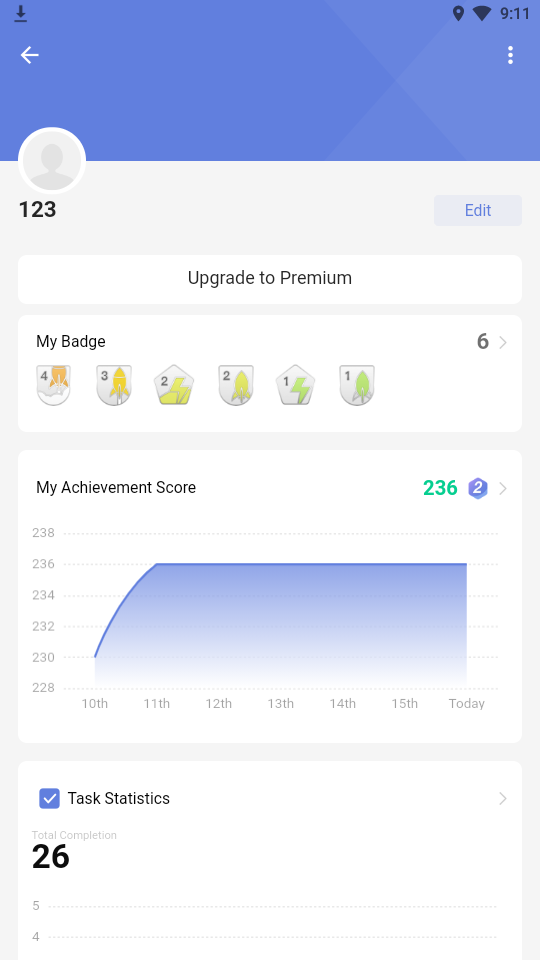 9:11
123
Edit
Upgrade to Premium
My Badge
6
4
3
2
2
1
1
My Achievement Score
236
2
238
236
234
232
230
228
10th
11th
12th
13th
14th
15th
Today
Task Statistics
Total Completion
26
5
4